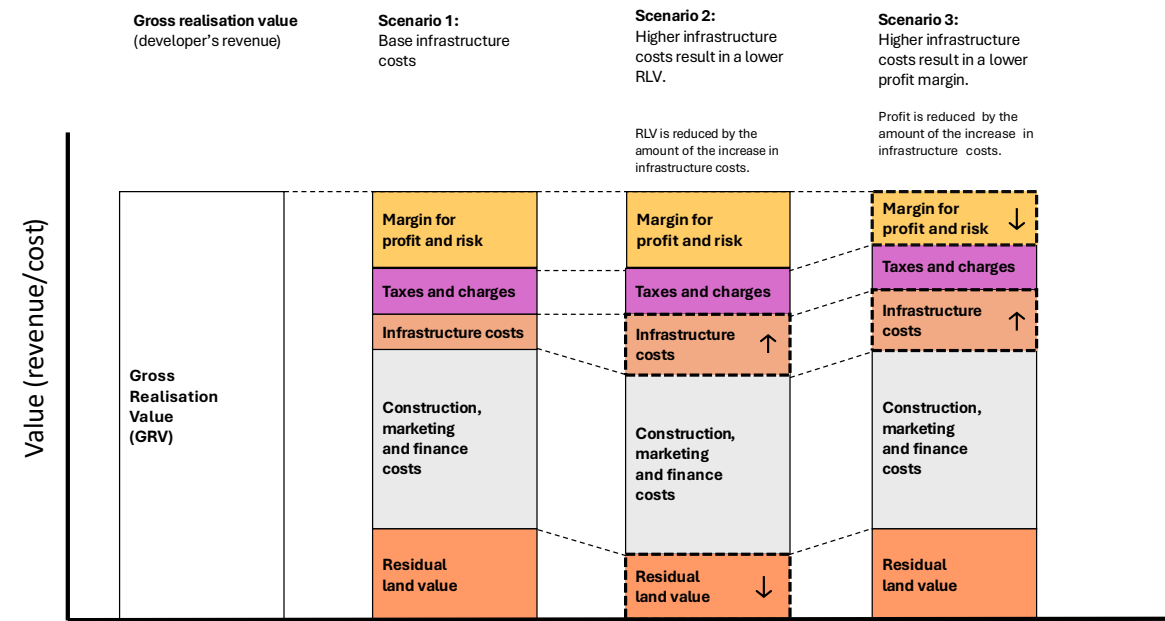 Gross realisation value
(developer's revenue)
Scenario 1:
Base infrastructure
costs
Scenario 2:
Higher infrastructure
costs result in a lower
RLV.
RLV is reduced by the
amount of the increase in
infrastructure costs.
Scenario 3:
Higher infrastructure
costs result in a lower
profit margin.
Profit is reduced by the
amount of the increase in
infrastructure costs.
Value (revenue/cost)
Gross
Realisation
Value
(GRV)
Margin for
profit and risk
Taxes and charges
Infrastructure costs
Construction,
marketing
and finance
costs
Residual
land value
Margin for
profit and risk
Taxes and charges
Infrastructure
costs ↑
Construction,
marketing
and finance
costs
Residual
land value ↓
Margin for
profit and risk ↓
Taxes and charges
Infrastructure
costs ↑
Construction,
marketing
and finance
costs
Residual
land value